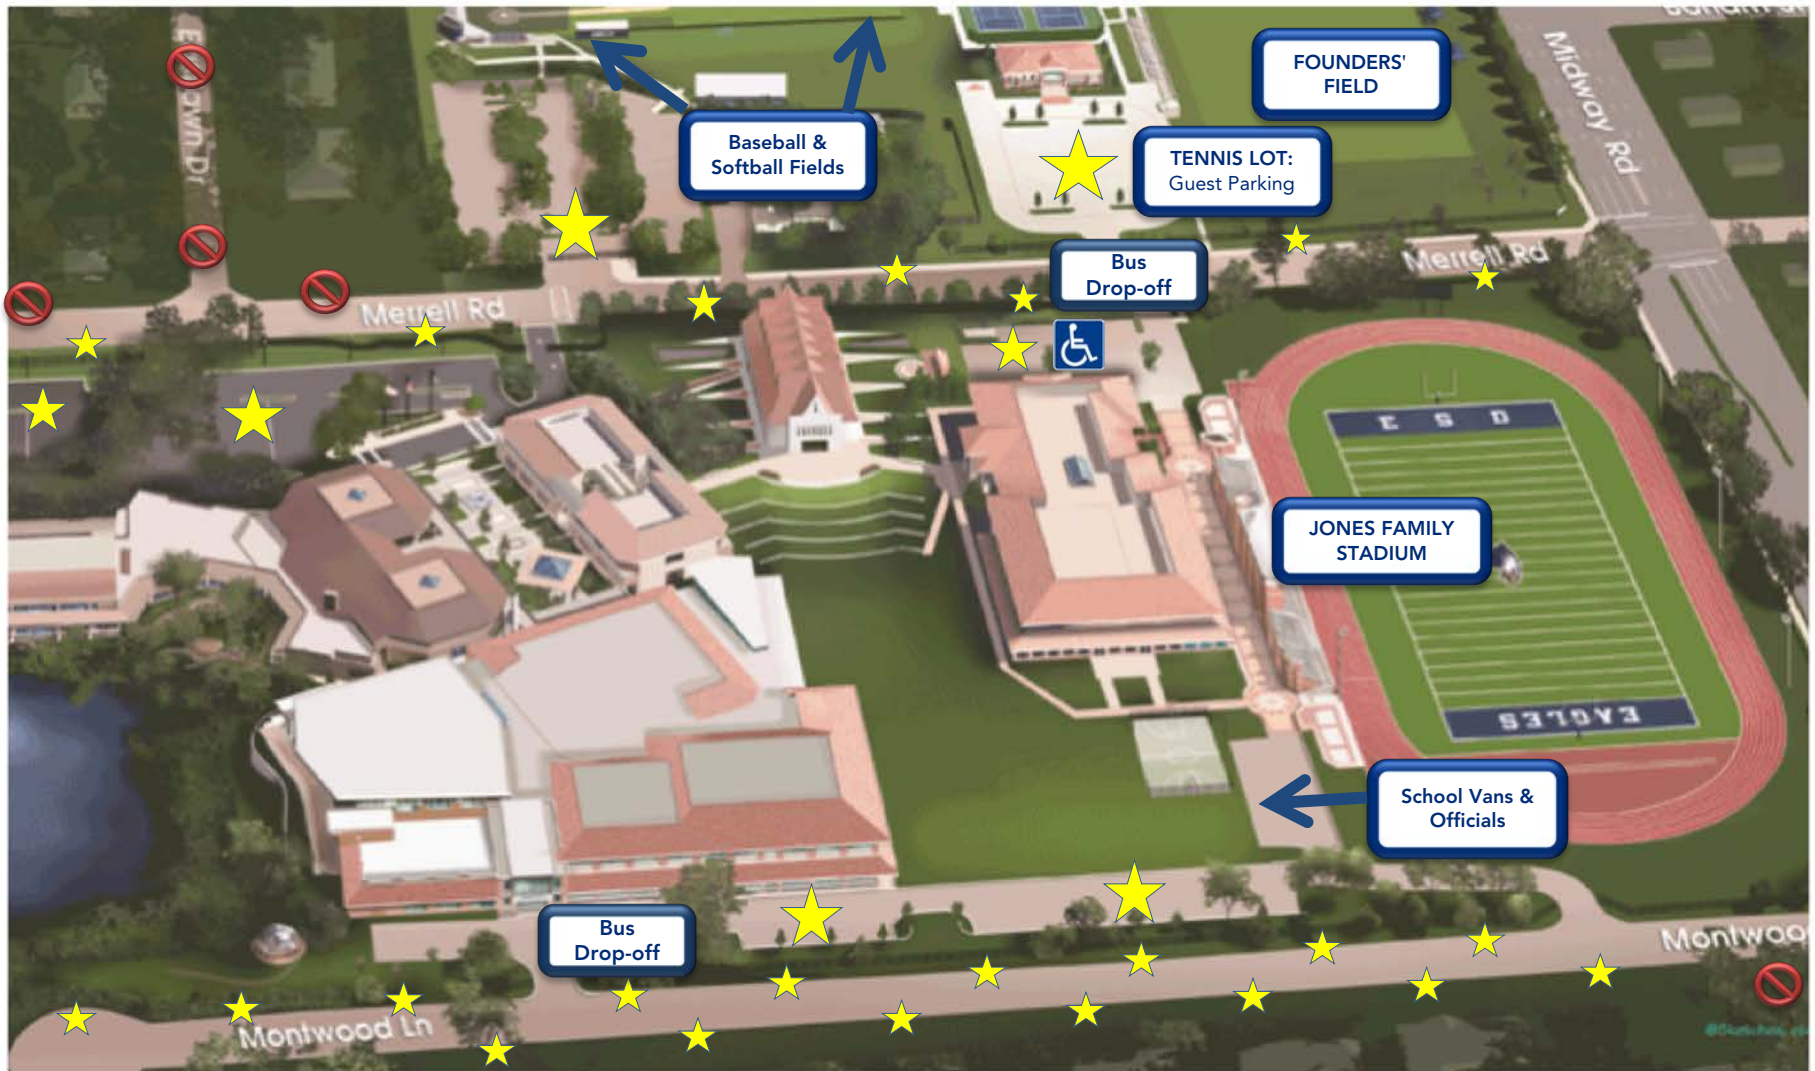 FOUNDERS'
FIELD
Midway Rd
Baseball &
Softball Fields
TENNIS LOT:
Guest Parking
Merrell Rd
Bus
Drop-off
Merrell Rd
E S D
JONES FAMILY
STADIUM
EAGLES
School Vans &
Officials
Bus
Drop-off
Montwoo
Montwood Ln